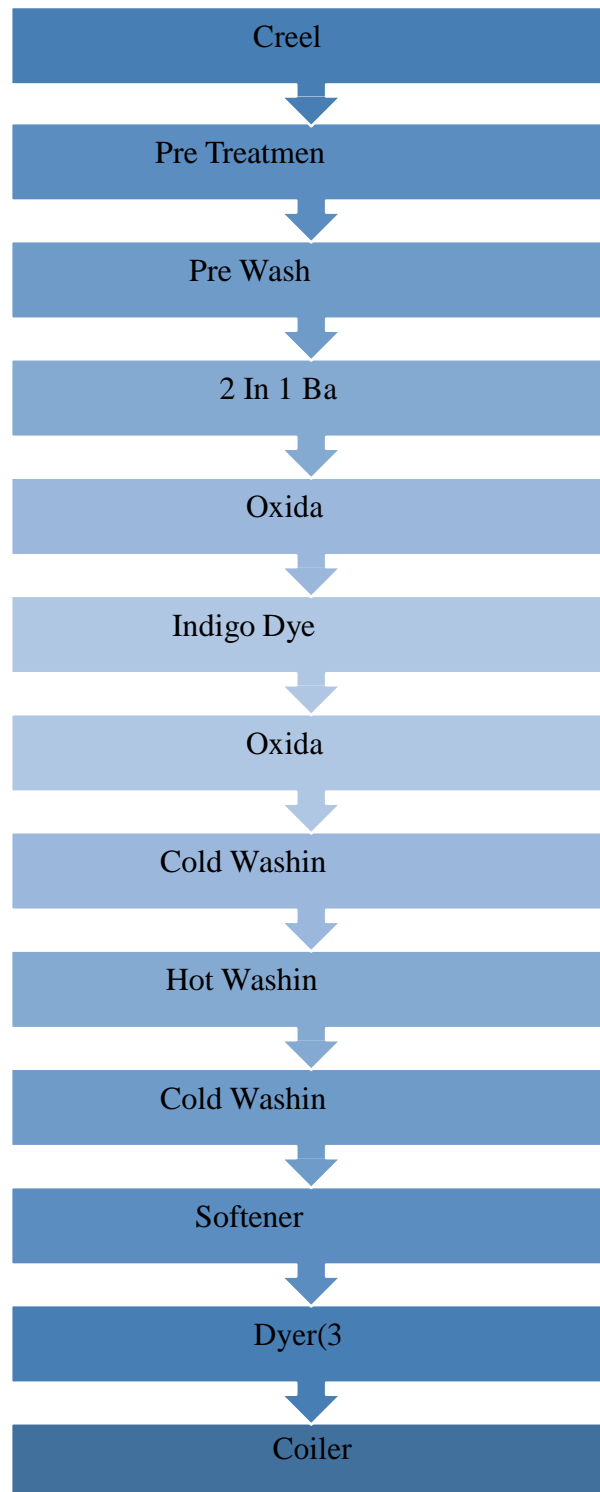 Creel
Pre Treatmen
Pre Wash
2 In 1 Ba
Oxida
Indigo Dye
Oxida
Cold Washin
Hot Washin
Cold Washin
Softener
Dyer(3
Coiler